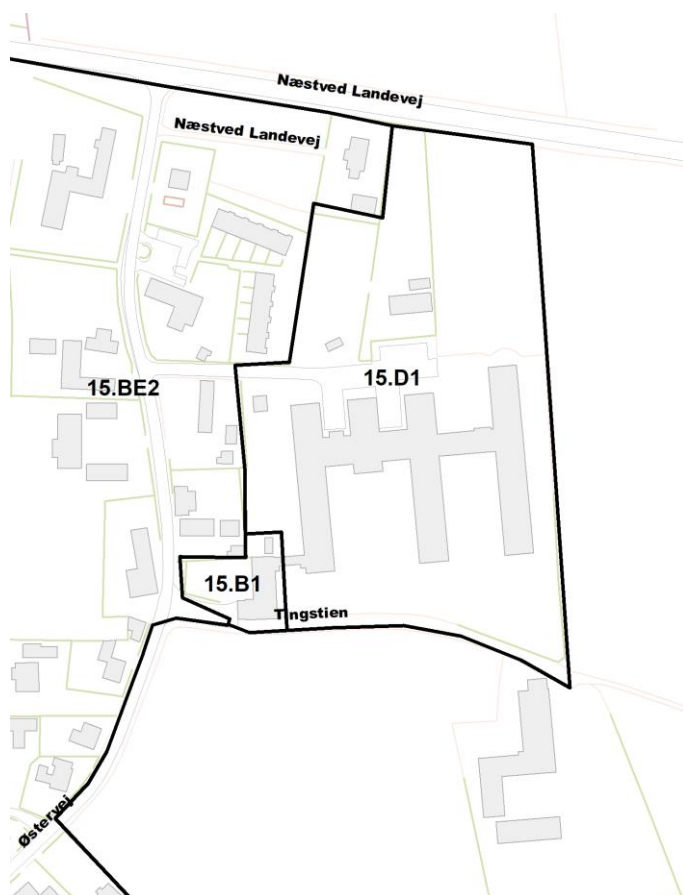 Næstved Landevej
Næstved Landevej
15.D1
15.BE2
15.B1
Tingstien
Østervej